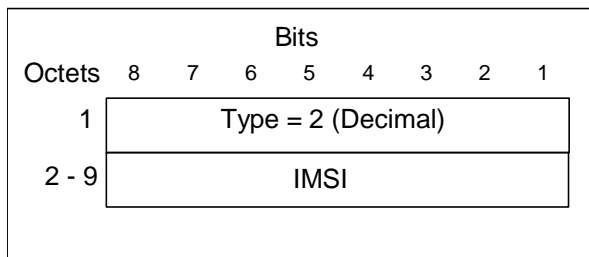 Bits
Octets 8 7 6 5 4 3 2 1
1 Type = 2 (Decimal)
2 - 9 IMSI